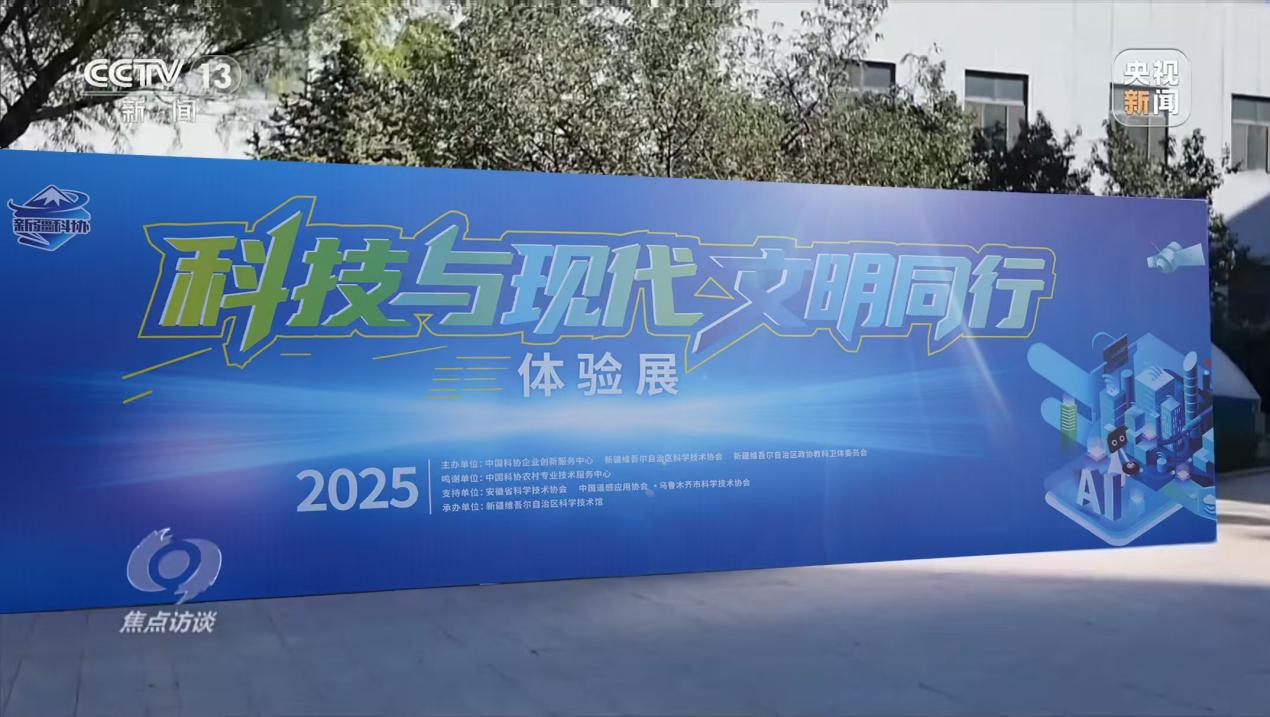 CCTV 13
新闻
央视
新闻
新疆科协
科技与现代文明同行
体验展
2025
主办单位：中国科协企业创新服务中心 新疆维吾尔自治区科学技术协会 新疆维吾尔自治区政协教科卫体委员会
鸣谢单位：中国科协农村专业技术服务中心
支持单位：安徽省科学技术协会 中国遥感应用协会 乌鲁木齐市科学技术协会
承办单位：新疆维吾尔自治区科学技术馆
AI
焦点访谈